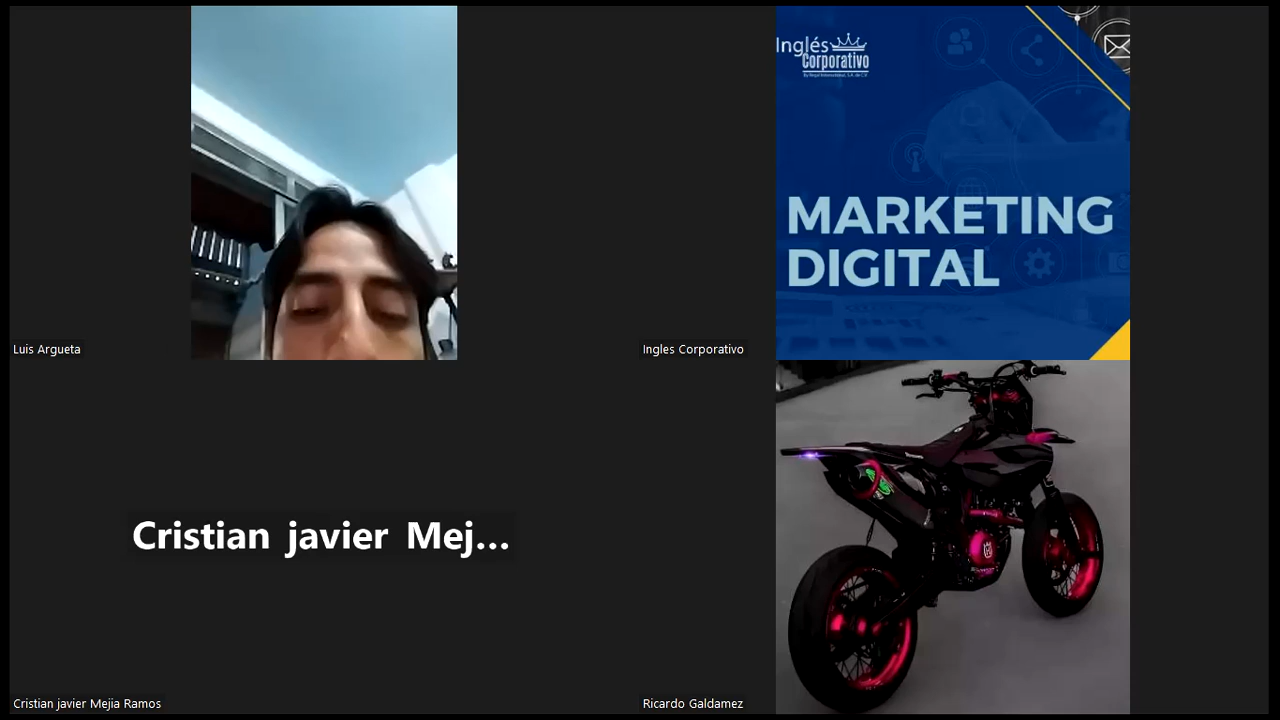 Inglés
Corporativo
MARKETING
DIGITAL
Luis Argueta
Ingles Corporativo
Cristian javier Mej...
Cristian javier Mejia Ramos
Ricardo Galdamez